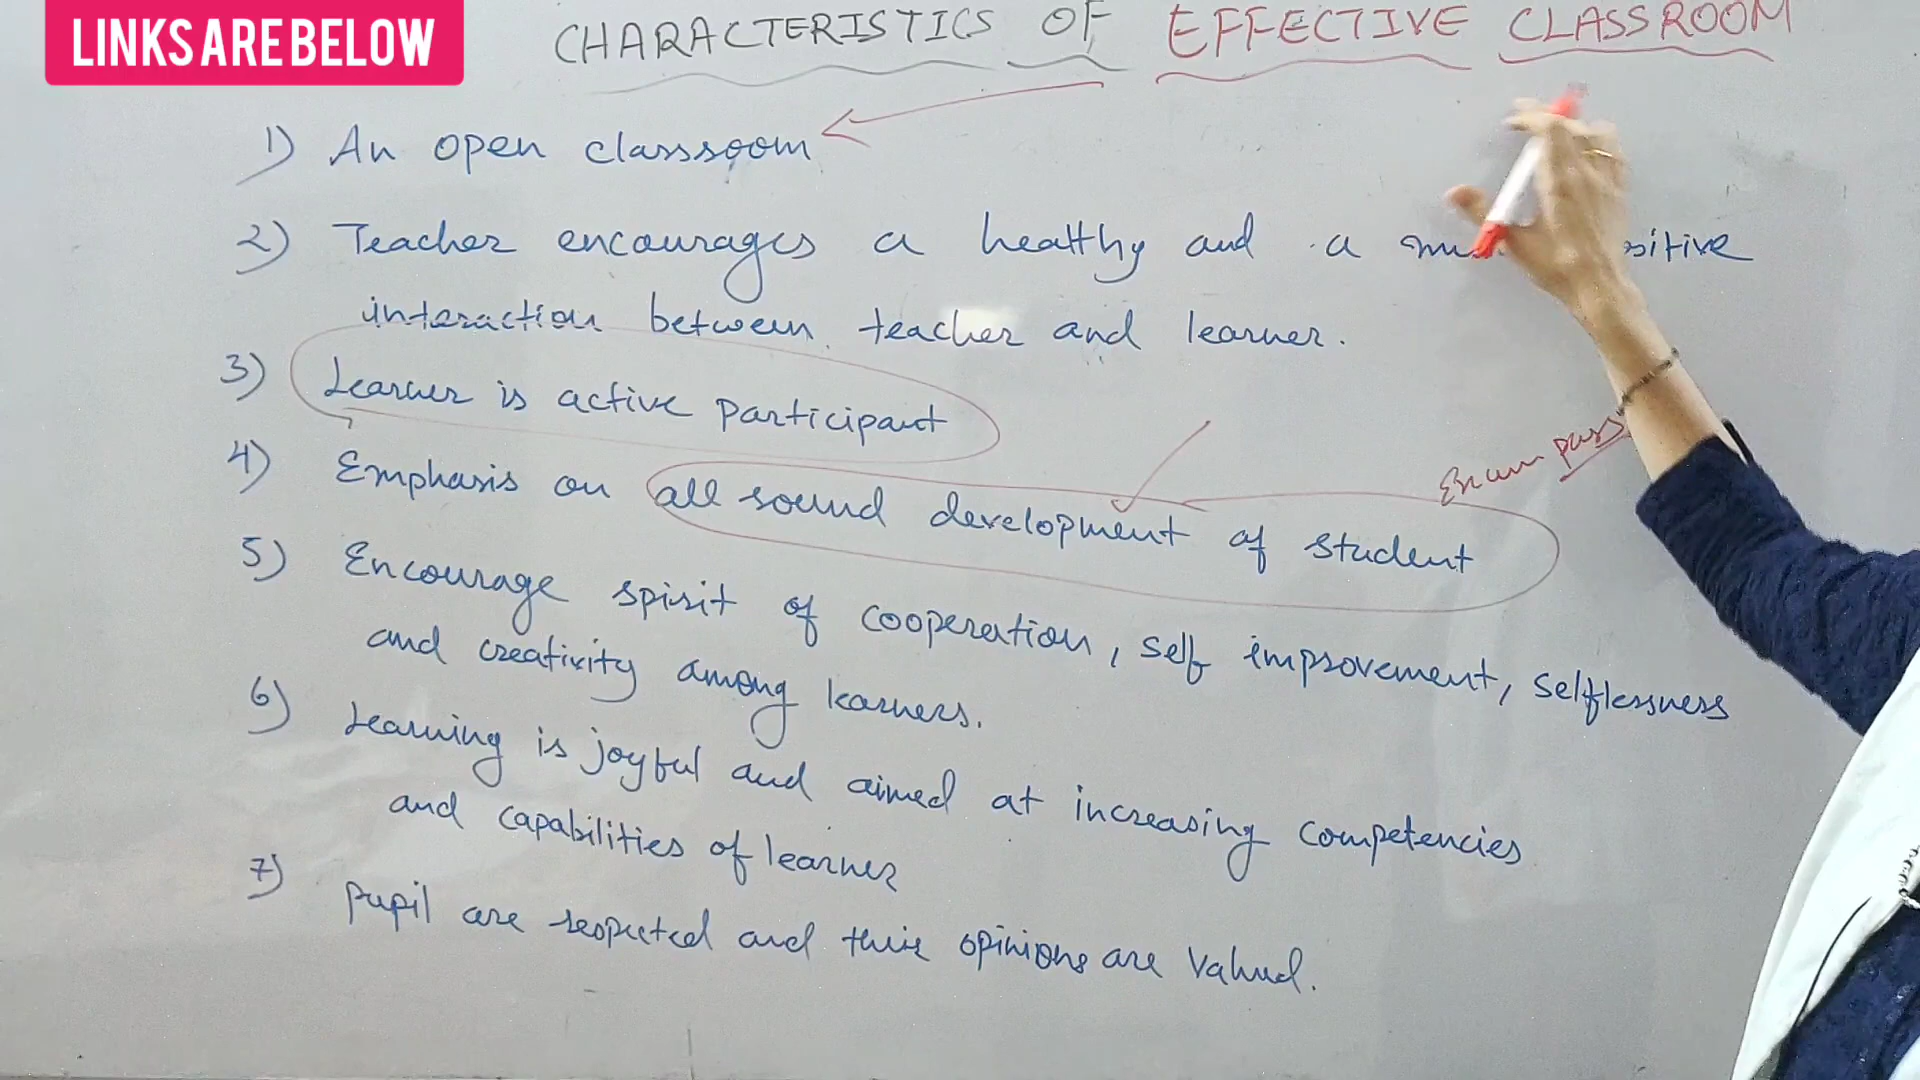 LINKS ARE BELOW
CHARACTERISTICS OF EFFECTIVE CLASSROOM
1) An open classroom
2) Teacher encourages a healthy and a sitive
interaction between teacher and learner.
3) Learner is active participant
Exam pass
4) Emphasis on all round development of student
5) Encourage spirit of cooperation, self improvement, selflessness
and creativity among learners.
6) Learning is joyful and aimed at increasing competencies
and capabilities of learner
7) Pupil are respected and their opinions are valued.